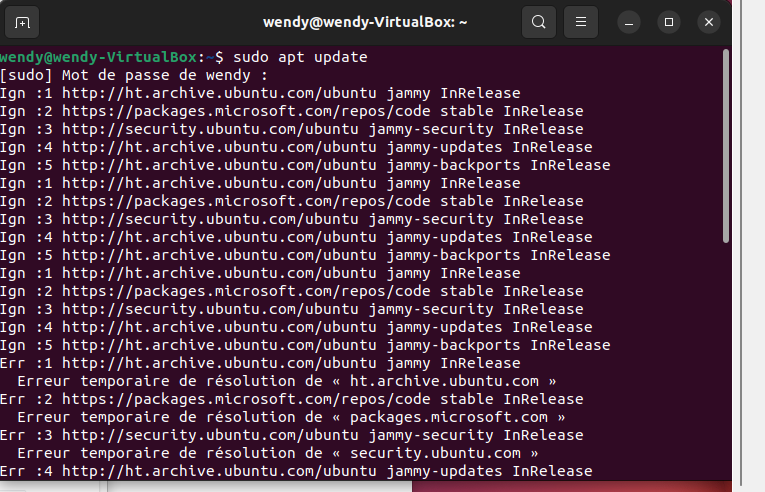 wendy@wendy-VirtualBox: ~
wendy@wendy-VirtualBox:~$ sudo apt update
[sudo] Mot de passe de wendy :
Ign :1 http://ht.archive.ubuntu.com/ubuntu jammy InRelease
Ign :2 https://packages.microsoft.com/repos/code stable InRelease
Ign :3 http://security.ubuntu.com/ubuntu jammy-security InRelease
Ign :4 http://ht.archive.ubuntu.com/ubuntu jammy-updates InRelease
Ign :5 http://ht.archive.ubuntu.com/ubuntu jammy-backports InRelease
Ign :1 http://ht.archive.ubuntu.com/ubuntu jammy InRelease
Ign :2 https://packages.microsoft.com/repos/code stable InRelease
Ign :3 http://security.ubuntu.com/ubuntu jammy-security InRelease
Ign :4 http://ht.archive.ubuntu.com/ubuntu jammy-updates InRelease
Ign :5 http://ht.archive.ubuntu.com/ubuntu jammy-backports InRelease
Ign :1 http://ht.archive.ubuntu.com/ubuntu jammy InRelease
Ign :2 https://packages.microsoft.com/repos/code stable InRelease
Ign :3 http://security.ubuntu.com/ubuntu jammy-security InRelease
Ign :4 http://ht.archive.ubuntu.com/ubuntu jammy-updates InRelease
Ign :5 http://ht.archive.ubuntu.com/ubuntu jammy-backports InRelease
Err :1 http://ht.archive.ubuntu.com/ubuntu jammy InRelease
  Erreur temporaire de résolution de « ht.archive.ubuntu.com »
Err :2 https://packages.microsoft.com/repos/code stable InRelease
  Erreur temporaire de résolution de « packages.microsoft.com »
Err :3 http://security.ubuntu.com/ubuntu jammy-security InRelease
  Erreur temporaire de résolution de « security.ubuntu.com »
Err :4 http://ht.archive.ubuntu.com/ubuntu jammy-updates InRelease